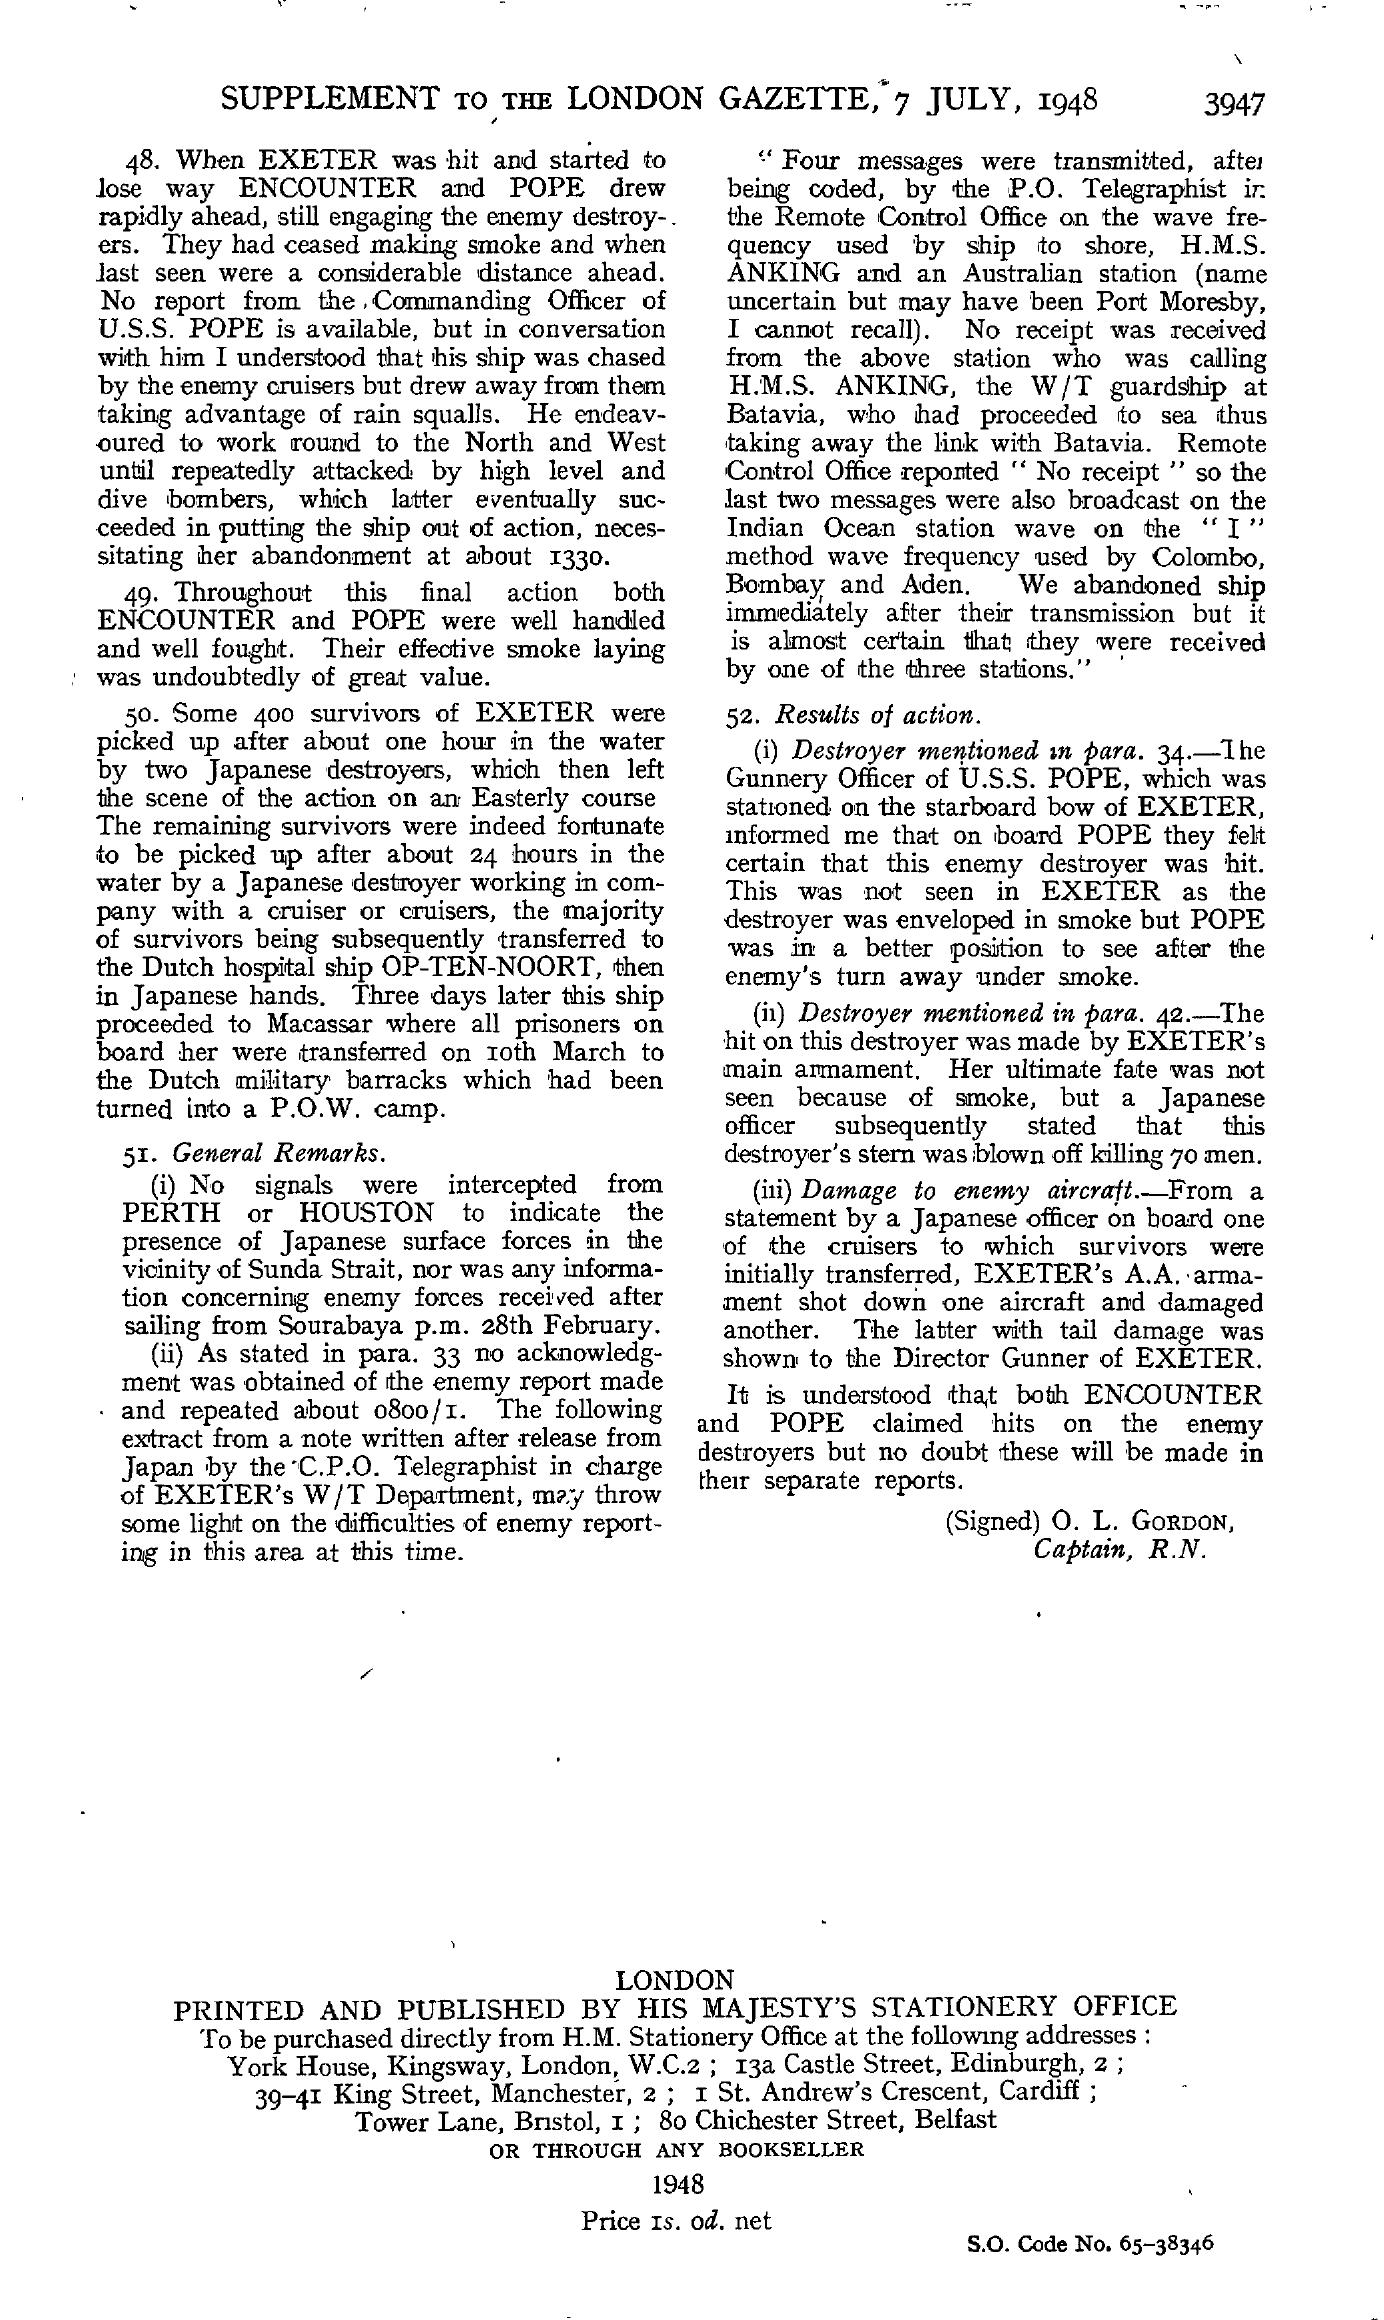 SUPPLEMENT TO THE LONDON GAZETTE, 7 JULY, 1948 3947
48. When EXETER was hit and started to
lose way ENCOUNTER and POPE drew
rapidly ahead, still engaging the enemy destroy-
ers. They had ceased making smoke and when
last seen were a considerable distance ahead.
No report from the Commanding Officer of
U.S.S. POPE is available, but in conversation
with him I understood that his ship was chased
by the enemy cruisers but drew away from them
taking advantage of rain squalls. He endeav-
oured to work round to the North and West
until repeatedly attacked by high level and
dive bombers, which latter eventually suc-
ceeded in putting the ship out of action, neces-
sitating her abandonment at about 1330.
49. Throughout this final action both
ENCOUNTER and POPE were well handled
and well fought. Their effective smoke laying
was undoubtedly of great value.
50. Some 400 survivors of EXETER were
picked up after about one hour in the water
by two Japanese destroyers, which then left
the scene of the action on an Easterly course
The remaining survivors were indeed fortunate
to be picked up after about 24 hours in the
water by a Japanese destroyer working in com-
pany with a cruiser or cruisers, the majority
of survivors being subsequently transferred to
the Dutch hospital ship OP-TEN-NOORT, then
in Japanese hands. Three days later this ship
proceeded to Macassar where all prisoners on
board her were transferred on 10th March to
the Dutch military barracks which had been
turned into a P.O.W. camp.
51. General Remarks.
(i) No signals were intercepted from
PERTH or HOUSTON to indicate the
presence of Japanese surface forces in the
vicinity of Sunda Strait, nor was any informa-
tion concerning enemy forces received after
sailing from Sourabaya p.m. 28th February.
(ii) As stated in para. 33 no acknowledg-
ment was obtained of the enemy report made
and repeated about 0800/1. The following
extract from a note written after release from
Japan by the C.P.O. Telegraphist in charge
of EXETER's W/T Department, may throw
some light on the difficulties of enemy report-
ing in this area at this time.
" Four messages were transmitted, after
being coded, by the P.O. Telegraphist in
the Remote Control Office on the wave fre-
quency used by ship to shore, H.M.S.
ANKING and an Australian station (name
uncertain but may have been Port Moresby,
I cannot recall). No receipt was received
from the above station who was calling
H.M.S. ANKING, the W/T guardship at
Batavia, who had proceeded to sea thus
taking away the link with Batavia. Remote
Control Office reported " No receipt " so the
last two messages were also broadcast on the
Indian Ocean station wave on the " I "
method wave frequency used by Colombo,
Bombay and Aden. We abandoned ship
immediately after their transmission but it
is almost certain that they were received
by one of the three stations."
52. Results of action.
(i) Destroyer mentioned in para. 34.—The
Gunnery Officer of U.S.S. POPE, which was
stationed on the starboard bow of EXETER,
informed me that on board POPE they felt
certain that this enemy destroyer was hit.
This was not seen in EXETER as the
destroyer was enveloped in smoke but POPE
was in a better position to see after the
enemy's turn away under smoke.
(ii) Destroyer mentioned in para. 42.—The
hit on this destroyer was made by EXETER's
main armament. Her ultimate fate was not
seen because of smoke, but a Japanese
officer subsequently stated that this
destroyer's stern was blown off killing 70 men.
(iii) Damage to enemy aircraft.—From a
statement by a Japanese officer on board one
of the cruisers to which survivors were
initially transferred, EXETER's A.A. arma-
ment shot down one aircraft and damaged
another. The latter with tail damage was
shown to the Director Gunner of EXETER.
It is understood that both ENCOUNTER
and POPE claimed hits on the enemy
destroyers but no doubt these will be made in
their separate reports.
(Signed) O. L. GORDON,
Captain, R.N.
LONDON
PRINTED AND PUBLISHED BY HIS MAJESTY'S STATIONERY OFFICE
To be purchased directly from H.M. Stationery Office at the following addresses :
York House, Kingsway, London, W.C.2 ; 13a Castle Street, Edinburgh, 2 ;
39-41 King Street, Manchester, 2 ; 1 St. Andrew's Crescent, Cardiff ;
Tower Lane, Bristol, 1 ; 80 Chichester Street, Belfast
OR THROUGH ANY BOOKSELLER
1948
Price 1s. 0d. net
S.O. Code No. 65-38346